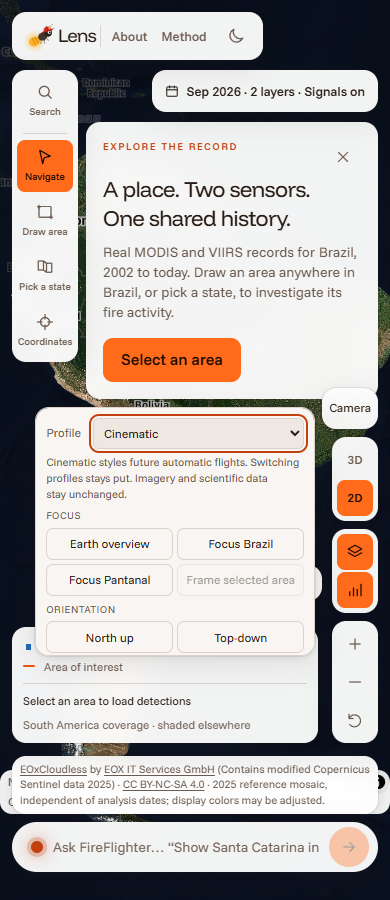 Lens
About
Method
Dominican
Republic
Search
Sep 2026 · 2 layers · Signals on
Navigate
Draw area
Pick a state
Coordinates
EXPLORE THE RECORD
A place. Two sensors.
One shared history.
Real MODIS and VIIRS records for Brazil,
2002 to today. Draw an area anywhere in
Brazil, or pick a state, to investigate its
fire activity.
Select an area
Bolivia
Camera
Profile
Cinematic
Cinematic styles future automatic flights. Switching
profiles stays put. Imagery and scientific data
stay unchanged.
FOCUS
Earth overview
Focus Brazil
Focus Pantanal
Frame selected area
ORIENTATION
North up
Top-down
3D
2D
Area of interest
Select an area to load detections
South America coverage · shaded elsewhere
EOxCloudless by EOX IT Services GmbH (Contains modified Copernicus
Sentinel data 2025) · CC BY-NC-SA 4.0 · 2025 reference mosaic,
independent of analysis dates; display colors may be adjusted.
Ask FireFlighter… “Show Santa Catarina in